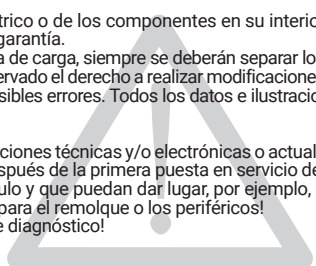 trico o de los componentes en su interio
garantía.
a de carga, siempre se deberán separar lo
ervado el derecho a realizar modificacione
sibles errores. Todos los datos e ilustracio
ciones técnicas y/o electrónicas o actual
spués de la primera puesta en servicio de
ulo y que puedan dar lugar, por ejemplo,
para el remolque o los periféricos!
e diagnóstico!